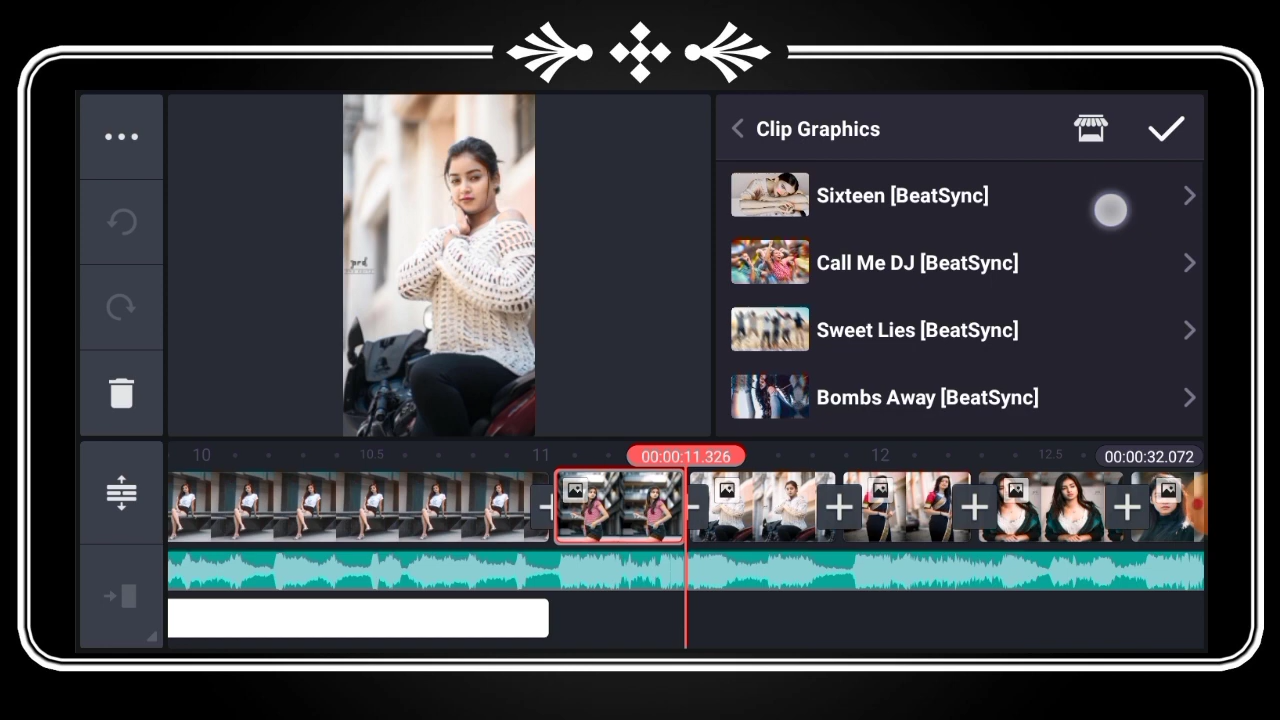 Clip Graphics
Sixteen [BeatSync]
Call Me DJ [BeatSync]
Sweet Lies [BeatSync]
Bombs Away [BeatSync]
10
10.5
11
00:00:11.326
12
12.5
00:00:32.072